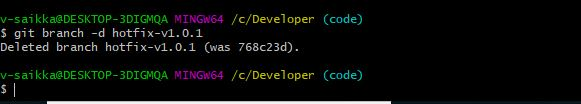 v-saikka@DESKTOP-3DIGMQA MINGW64 /c/Developer (code)
$ git branch -d hotfix-v1.0.1
Deleted branch hotfix-v1.0.1 (was 768c23d).
v-saikka@DESKTOP-3DIGMQA MINGW64 /c/Developer (code)
$